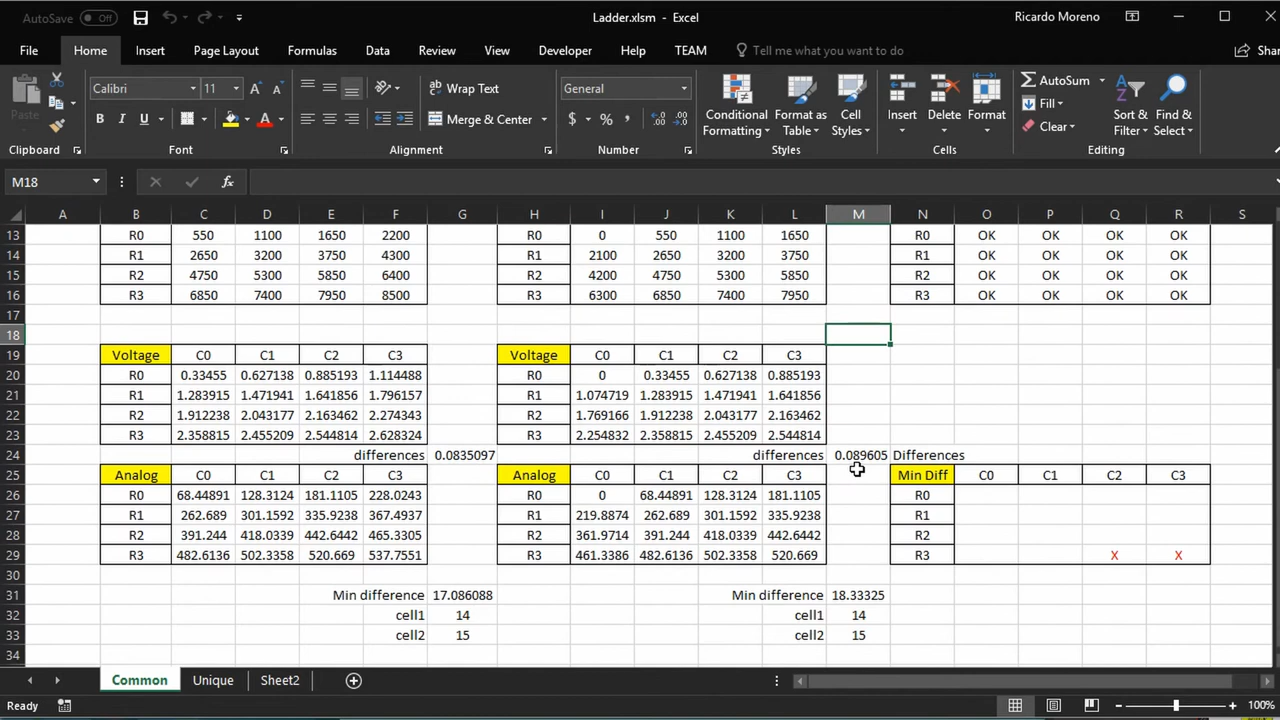 AutoSave Off Ladder.xlsm - Excel Ricardo Moreno
File Home Insert Page Layout Formulas Data Review View Developer Help TEAM Tell me what you want to do Shar
Paste Calibri 11 A A ab Wrap Text General Conditional Format as Cell Insert Delete Format AutoSum Sort & Find &
B I U A Merge & Center $ % , Formatting Table Styles Fill Filter Select
Clear
Clipboard Font Alignment Number Styles Cells Editing
M18 fx
A B C D E F G H I J K L M N O P Q R S
13 R0 550 1100 1650 2200 R0 0 550 1100 1650 R0 OK OK OK OK
14 R1 2650 3200 3750 4300 R1 2100 2650 3200 3750 R1 OK OK OK OK
15 R2 4750 5300 5850 6400 R2 4200 4750 5300 5850 R2 OK OK OK OK
16 R3 6850 7400 7950 8500 R3 6300 6850 7400 7950 R3 OK OK OK OK
17
18
19 Voltage C0 C1 C2 C3 Voltage C0 C1 C2 C3
20 R0 0.33455 0.627138 0.885193 1.114488 R0 0 0.33455 0.627138 0.885193
21 R1 1.283915 1.471941 1.641856 1.796157 R1 1.074719 1.283915 1.471941 1.641856
22 R2 1.912238 2.043177 2.163462 2.274343 R2 1.769166 1.912238 2.043177 2.163462
23 R3 2.358815 2.455209 2.544814 2.628324 R3 2.254832 2.358815 2.455209 2.544814
24 differences 0.0835097 differences 0.089605 Differences
25 Analog C0 C1 C2 C3 Analog C0 C1 C2 C3 Min Diff C0 C1 C2 C3
26 R0 68.44891 128.3124 181.1105 228.0243 R0 0 68.44891 128.3124 181.1105 R0
27 R1 262.689 301.1592 335.9238 367.4937 R1 219.8874 262.689 301.1592 335.9238 R1
28 R2 391.244 418.0339 442.6442 465.3305 R2 361.9714 391.244 418.0339 442.6442 R2
29 R3 482.6136 502.3358 520.669 537.7551 R3 461.3386 482.6136 502.3358 520.669 R3 X X
30
31 Min difference 17.086088 Min difference 18.33325
32 cell1 14 cell1 14
33 cell2 15 cell2 15
34
Common Unique Sheet2
Ready 100%